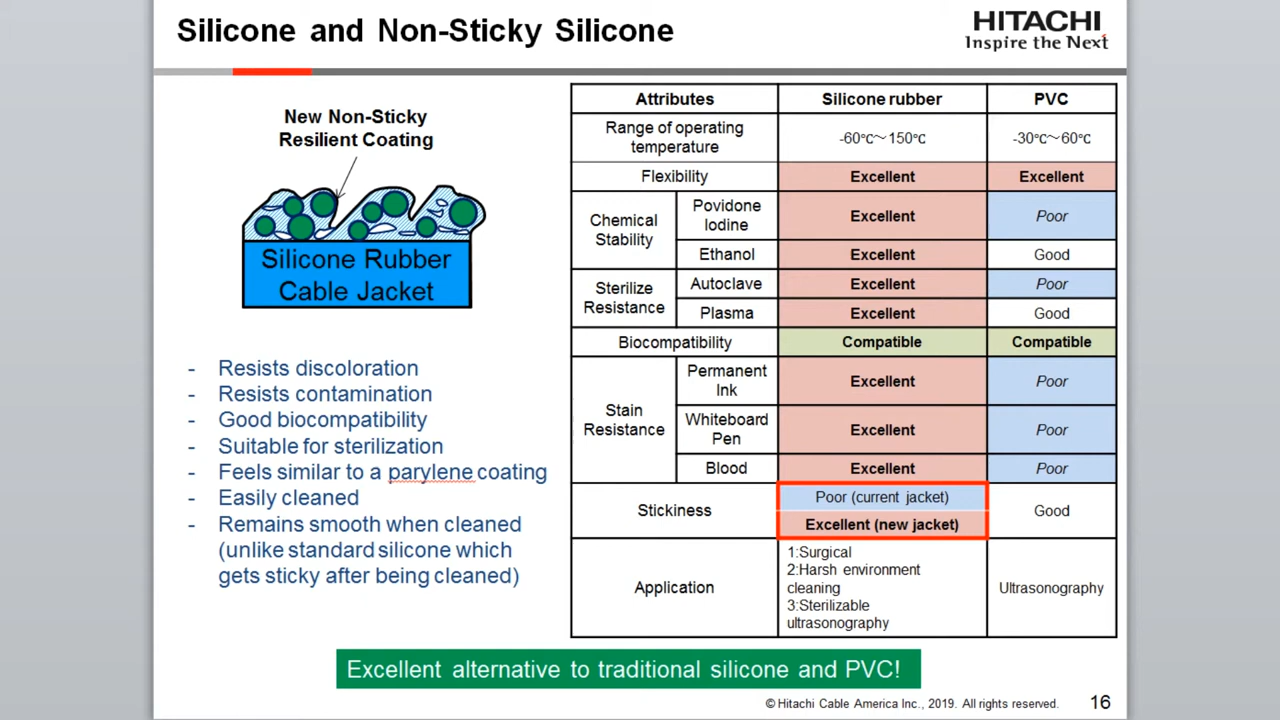 Silicone and Non-Sticky Silicone
HITACHI
Inspire the Next
New Non-Sticky
Resilient Coating
Silicone Rubber
Cable Jacket
- Resists discoloration
- Resists contamination
- Good biocompatibility
- Suitable for sterilization
- Feels similar to a parylene coating
- Easily cleaned
- Remains smooth when cleaned
(unlike standard silicone which
gets sticky after being cleaned)
Attributes Silicone rubber PVC
Range of operating
temperature
-60℃～150℃ -30℃～60℃
Flexibility Excellent Excellent
Chemical
Stability
Povidone
Iodine
Excellent Poor
Ethanol Excellent Good
Sterilize
Resistance
Autoclave Excellent Poor
Plasma Excellent Good
Biocompatibility Compatible Compatible
Stain
Resistance
Permanent
Ink
Excellent Poor
Whiteboard
Pen
Excellent Poor
Blood Excellent Poor
Stickiness
Poor (current jacket)
Excellent (new jacket)
Good
Application
1:Surgical
2:Harsh environment
cleaning
3:Sterilizable
ultrasonography
Ultrasonography
Excellent alternative to traditional silicone and PVC!
© Hitachi Cable America Inc., 2019. All rights reserved. 16